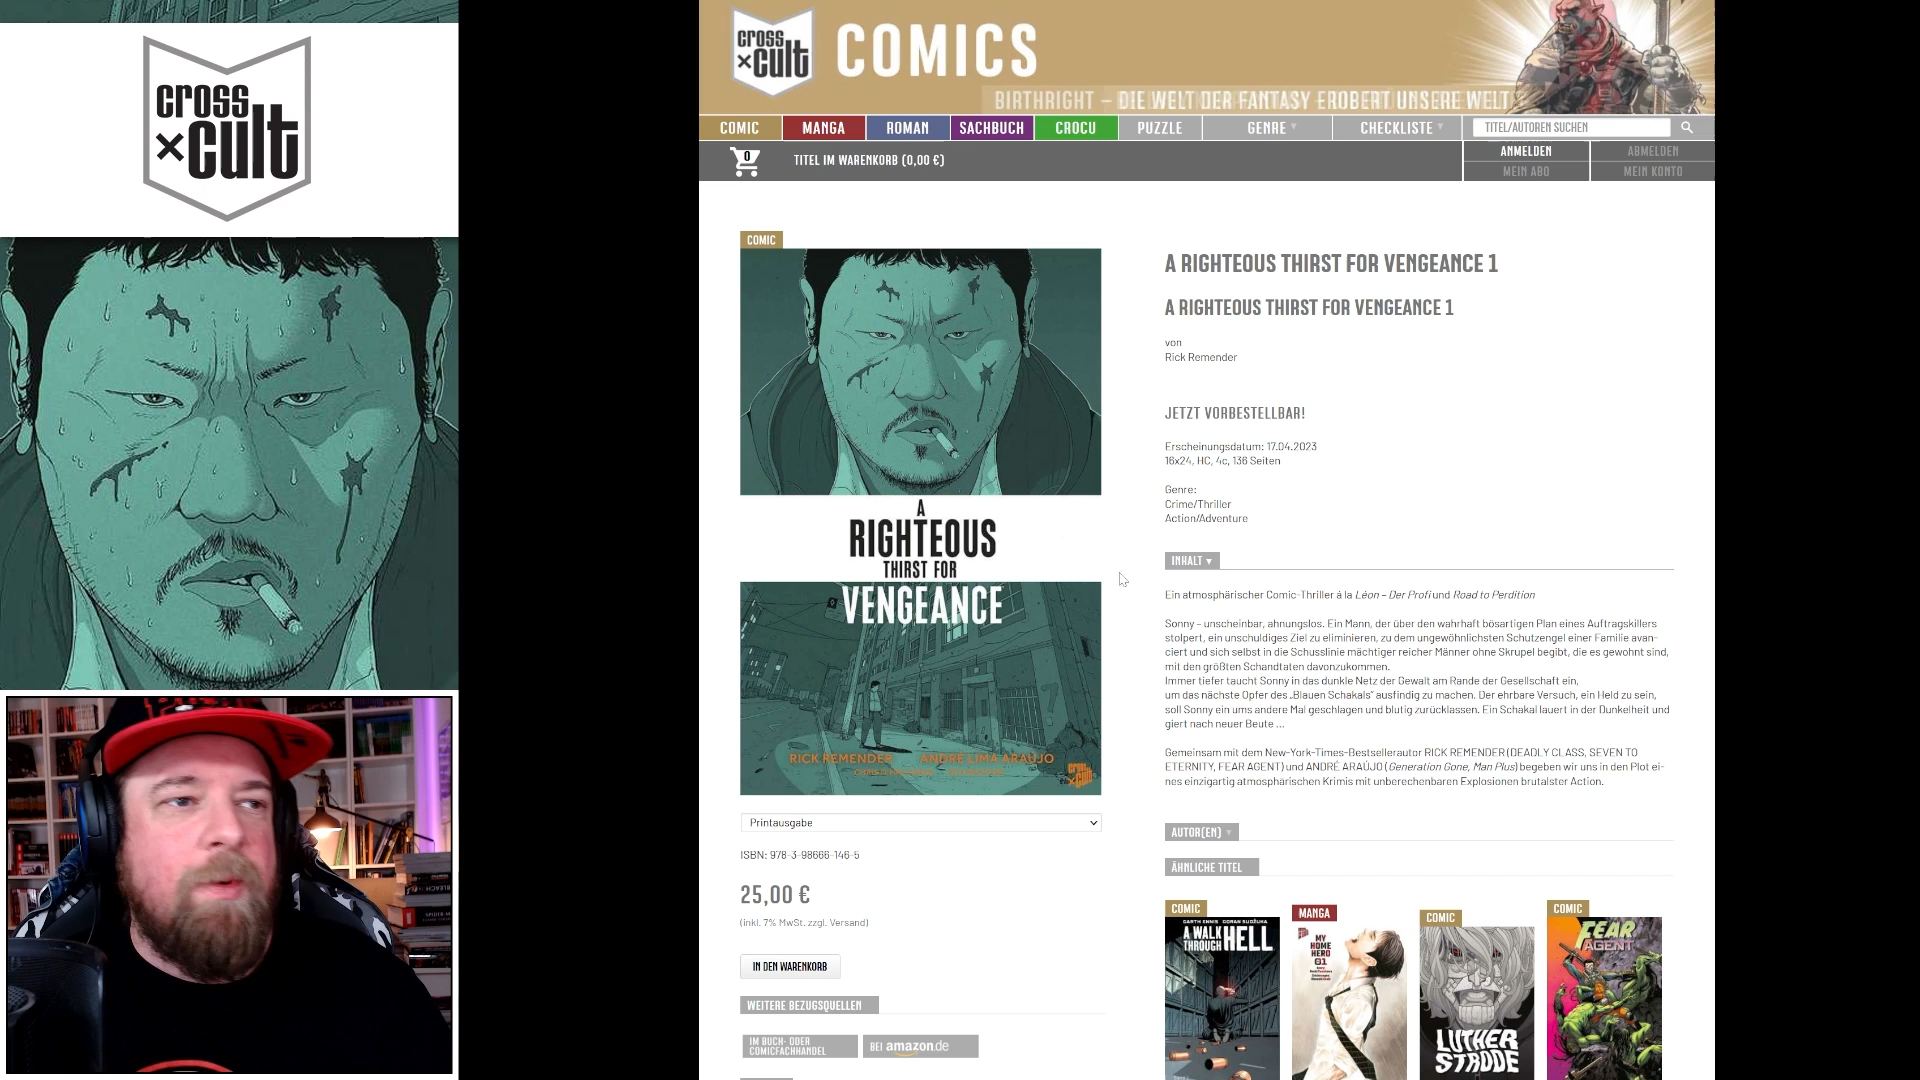 cross
×cult
cross
×cult
COMICS
BIRTHRIGHT – DIE WELT DER FANTASY EROBERT UNSERE WELT
COMIC
MANGA
ROMAN
SACHBUCH
CROCU
PUZZLE
GENRE ▼
CHECKLISTE ▼
TITEL/AUTOREN SUCHEN
0
TITEL IM WARENKORB (0,00 €)
ANMELDEN
ABMELDEN
MEIN ABO
MEIN KONTO
COMIC
A
RIGHTEOUS
THIRST FOR
VENGEANCE
RICK REMENDER
ANDRÉ LIMA ARAÚJO
cross
×cult
Printausgabe
ISBN: 978-3-98666-146-5
25,00 €
(inkl. 7% MwSt. zzgl. Versand)
IN DEN WARENKORB
WEITERE BEZUGSQUELLEN
IM BUCH- ODER
COMICFACHHANDEL
BEI amazon.de
A RIGHTEOUS THIRST FOR VENGEANCE 1
A RIGHTEOUS THIRST FOR VENGEANCE 1
von
Rick Remender
JETZT VORBESTELLBAR!
Erscheinungsdatum: 17.04.2023
16x24, HC, 4c, 136 Seiten
Genre:
Crime/Thriller
Action/Adventure
INHALT ▼
Ein atmosphärischer Comic-Thriller à la Léon – Der Profi und Road to Perdition
Sonny – unscheinbar, ahnungslos. Ein Mann, der über den wahrhaft bösartigen Plan eines Auftragskillers
stolpert, ein unschuldiges Ziel zu eliminieren, zu dem ungewöhnlichsten Schutzengel einer Familie avan-
ciert und sich selbst in die Schusslinie mächtiger reicher Männer ohne Skrupel begibt, die es gewohnt sind,
mit den größten Schandtaten davonzukommen.
Immer tiefer taucht Sonny in das dunkle Netz der Gewalt am Rande der Gesellschaft ein,
um das nächste Opfer des „Blauen Schakals“ ausfindig zu machen. Der ehrbare Versuch, ein Held zu sein,
soll Sonny ein ums andere Mal geschlagen und blutig zurücklassen. Ein Schakal lauert in der Dunkelheit und
giert nach neuer Beute ...
Gemeinsam mit dem New-York-Times-Bestsellerautor RICK REMENDER (DEADLY CLASS, SEVEN TO
ETERNITY, FEAR AGENT) und ANDRÉ ARAÚJO (Generation Gone, Man Plus) begeben wir uns in den Plot ei-
nes einzigartig atmosphärischen Krimis mit unberechenbaren Explosionen brutalster Action.
AUTOR(EN) ▼
ÄHNLICHE TITEL
COMIC
GARTH ENNIS GORAN SUDŽUKA
A WALK
THROUGH HELL
MANGA
MY
HOME
HERO
01
COMIC
LUTHER
STRODE
COMIC
FEAR
AGENT
BLEACH
SPIDER-M